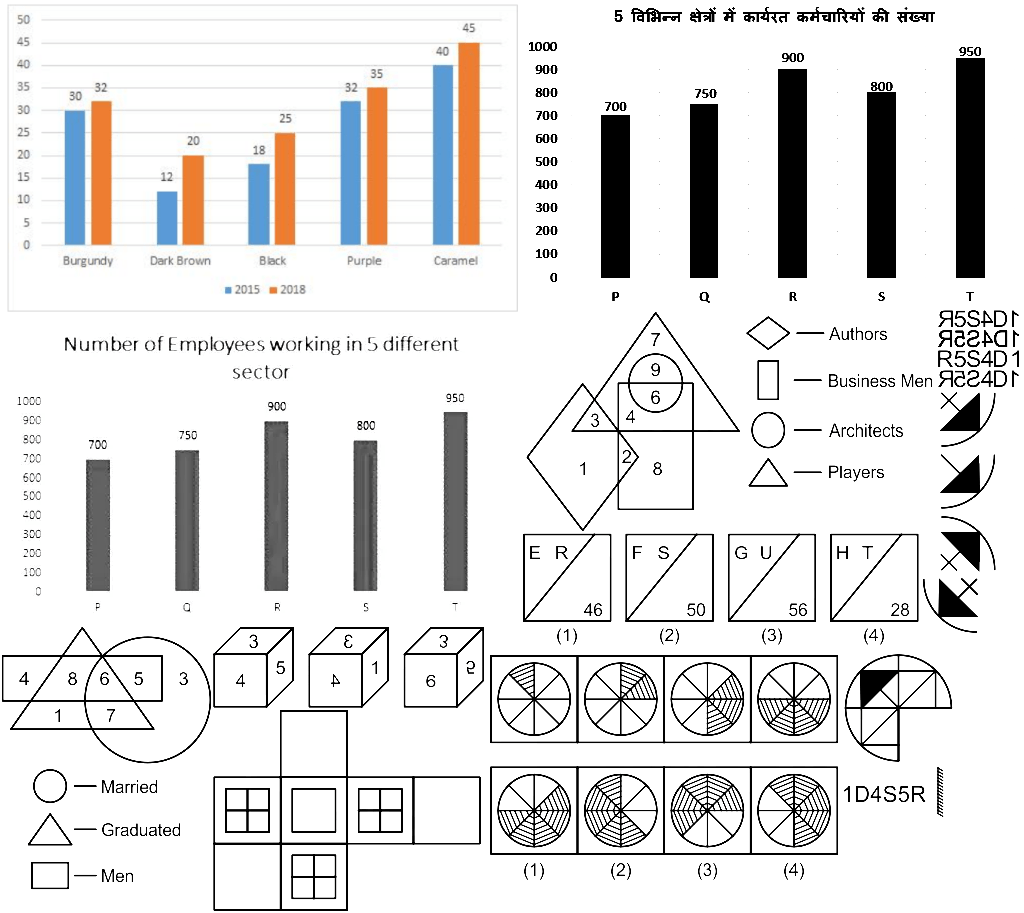 50
45
40
35
30
25
20
15
10
5
0
30 32
12 20
18 25
32 35
40 45
Burgundy Dark Brown Black Purple Caramel
2015 2018
5 विभिन्न क्षेत्रों में कार्यरत कर्मचारियों की संख्या
1000
900
800
700
600
500
400
300
200
100
0
700 750 900 800 950
P Q R S T
Number of Employees working in 5 different
sector
1000
900
800
700
600
500
400
300
200
100
0
700 750 900 800 950
P Q R S T
7
9
6
3 4
2
1 8
Authors
Business Men
Architects
Players
R5S4D1
E R 46
F S 50
G U 56
H T 28
(1) (2) (3) (4)
4 8 6 5 3
1 7
Married
Graduated
Men
3 4 5
3 4 1
3 6 5
(1) (2) (3) (4)
1D4S5R